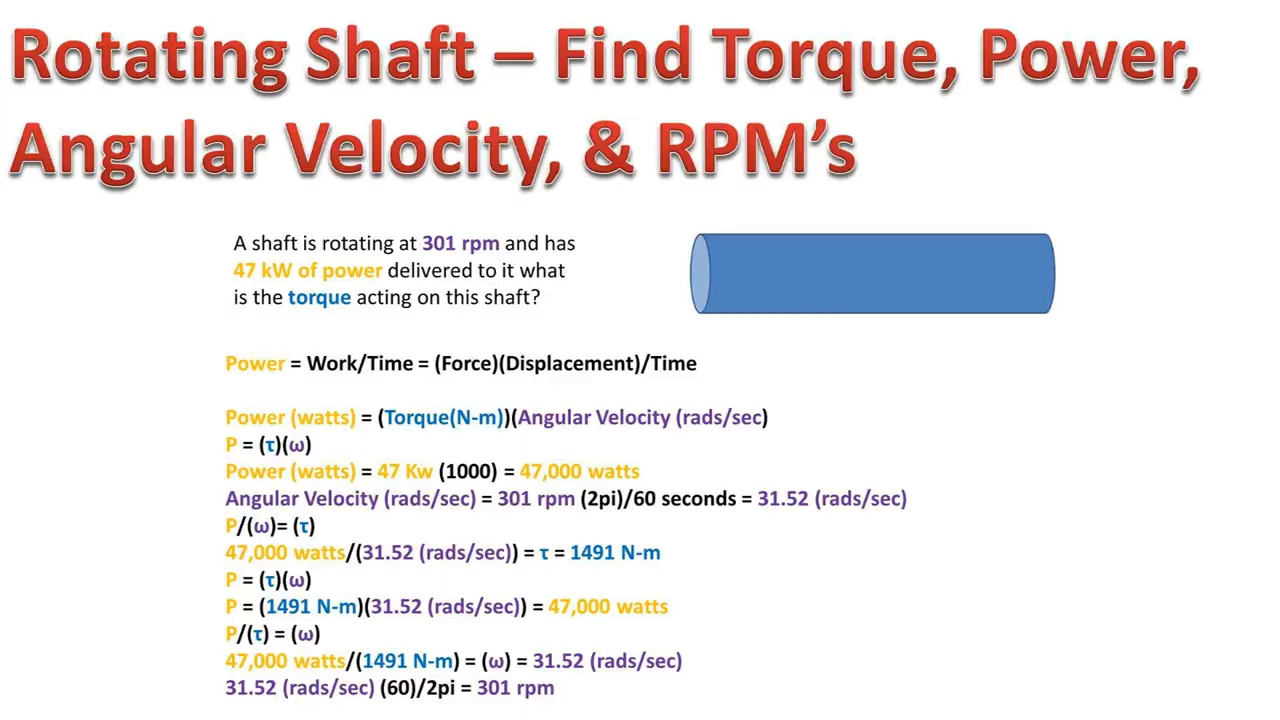 Rotating Shaft – Find Torque, Power,
Angular Velocity, & RPM’s
A shaft is rotating at 301 rpm and has
47 kW of power delivered to it what
is the torque acting on this shaft?
Power = Work/Time = (Force)(Displacement)/Time
Power (watts) = (Torque(N-m))(Angular Velocity (rads/sec)
P = (τ)(ω)
Power (watts) = 47 Kw (1000) = 47,000 watts
Angular Velocity (rads/sec) = 301 rpm (2pi)/60 seconds = 31.52 (rads/sec)
P/(ω)= (τ)
47,000 watts/(31.52 (rads/sec)) = τ = 1491 N-m
P = (τ)(ω)
P = (1491 N-m)(31.52 (rads/sec)) = 47,000 watts
P/(τ) = (ω)
47,000 watts/(1491 N-m) = (ω) = 31.52 (rads/sec)
31.52 (rads/sec) (60)/2pi = 301 rpm